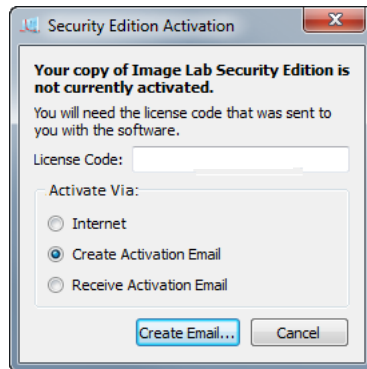 Security Edition Activation
Your copy of Image Lab Security Edition is
not currently activated.
You will need the license code that was sent to
you with the software.
License Code:
Activate Via:
Internet
Create Activation Email
Receive Activation Email
Create Email... Cancel